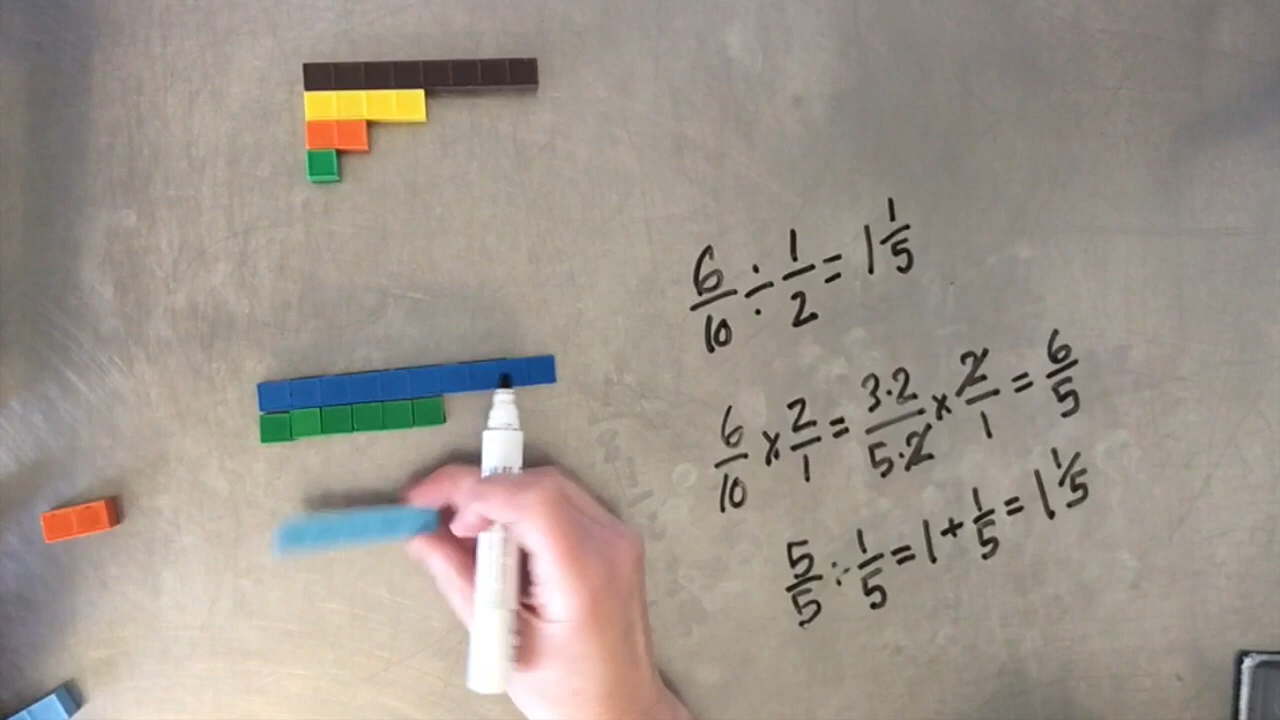 6/10 ÷ 1/2 = 1 1/5
6/10 × 2/1 = 3·2/5·2 × 2/1 = 6/5
5/5 ÷ 1/5 = 1 + 1/5 = 1 1/5